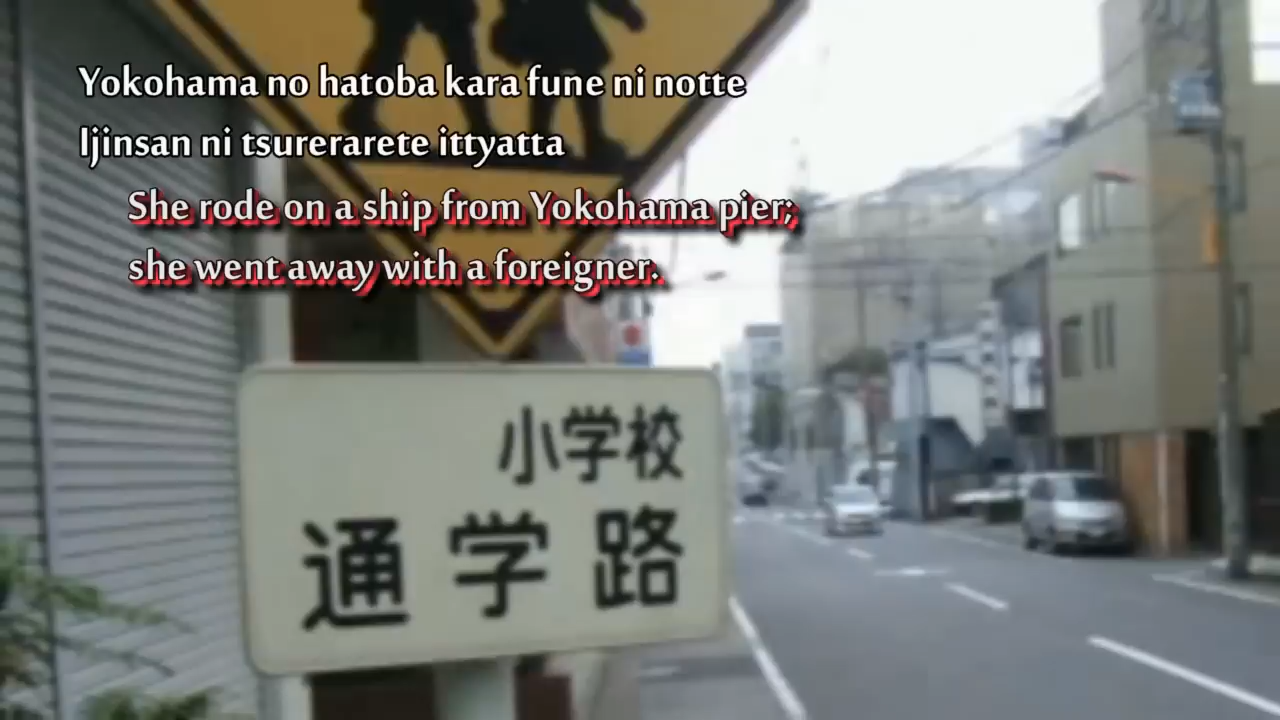 Yokohama no hatoba kara fune ni notte
Ijinsan ni tsurerarete ittyatta
She rode on a ship from Yokohama pier;
she went away with a foreigner.
小学校
通学路